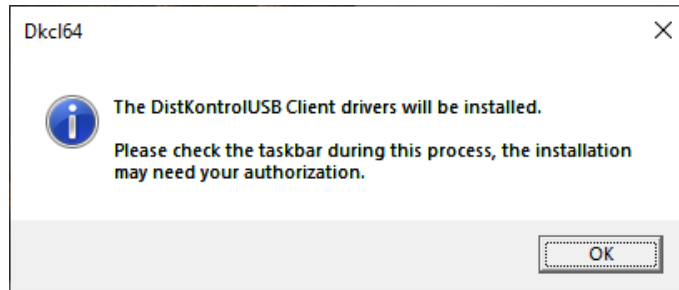 Dkcl64
The DistKontrolUSB Client drivers will be installed.
Please check the taskbar during this process, the installation
may need your authorization.
OK